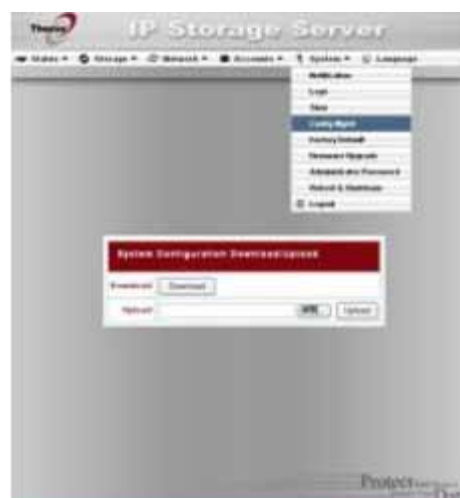 Thecus
IP Storage Server
Status Storage Network Accounts System Language
Notification
Logs
Time
Config Mgmt
Factory Default
Firmware Upgrade
Administrator Password
Reboot & Shutdown
Logout
System Configuration Download/Upload
Download: Download
Upload: Upload
Protect